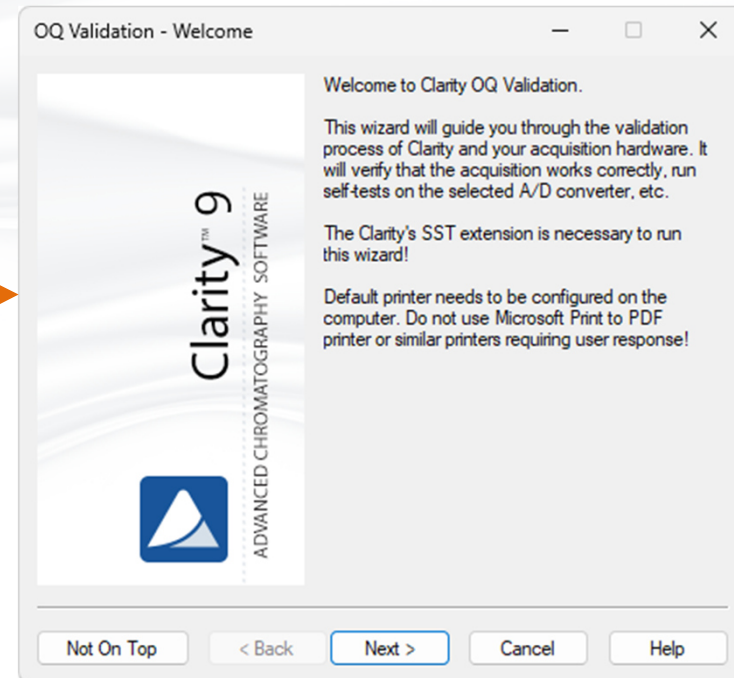 OQ Validation - Welcome
Welcome to Clarity OQ Validation.
This wizard will guide you through the validation
process of Clarity and your acquisition hardware. It
will verify that the acquisition works correctly, run
self-tests on the selected A/D converter, etc.
The Clarity's SST extension is necessary to run
this wizard!
Default printer needs to be configured on the
computer. Do not use Microsoft Print to PDF
printer or similar printers requiring user response!
Clarity™ 9
ADVANCED CHROMATOGRAPHY SOFTWARE
Not On Top
< Back
Next >
Cancel
Help